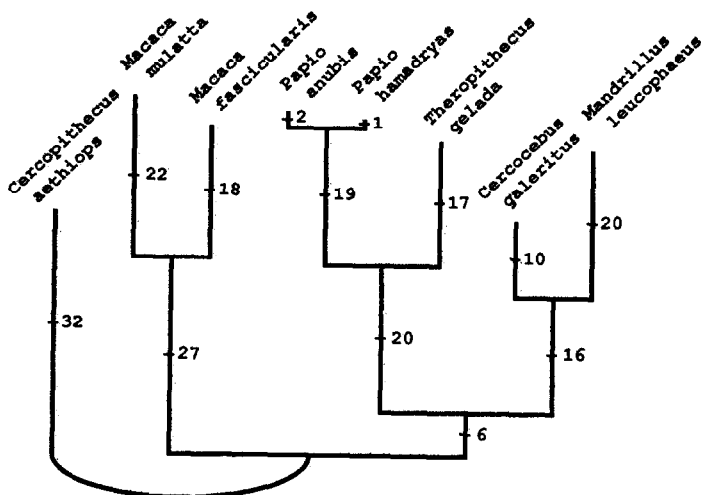 Cercopithecus
aethiops
Macaca
mulatta
Macaca
fascicularis
Papio
anubis
Papio
hamadryas
Theropithecus
gelada
Cercocebus
galeritus
Mandrillus
leucophaeus
2
1
22
18
19
17
10
20
32
27
20
16
6